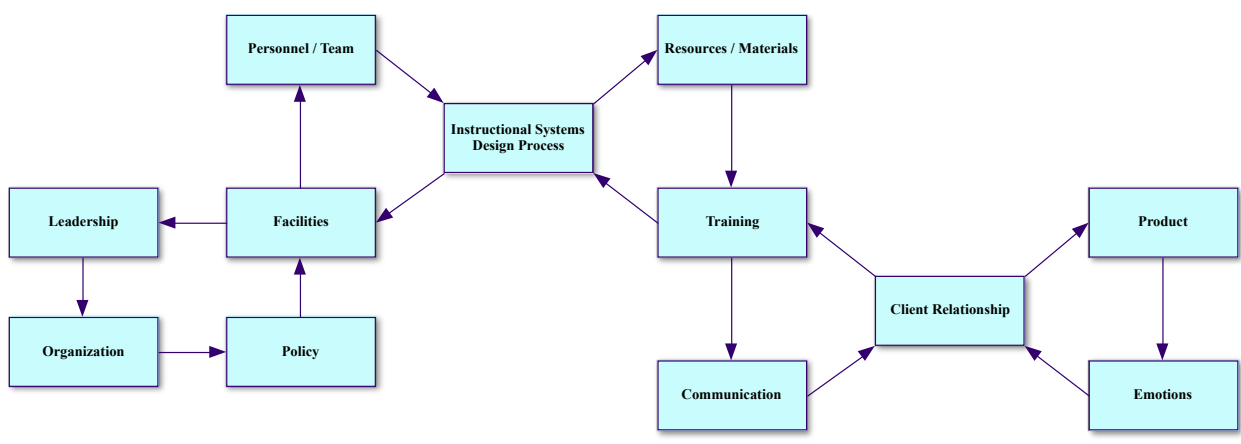 Personnel / Team
Resources / Materials
Instructional Systems
Design Process
Leadership
Facilities
Training
Product
Client Relationship
Organization
Policy
Communication
Emotions